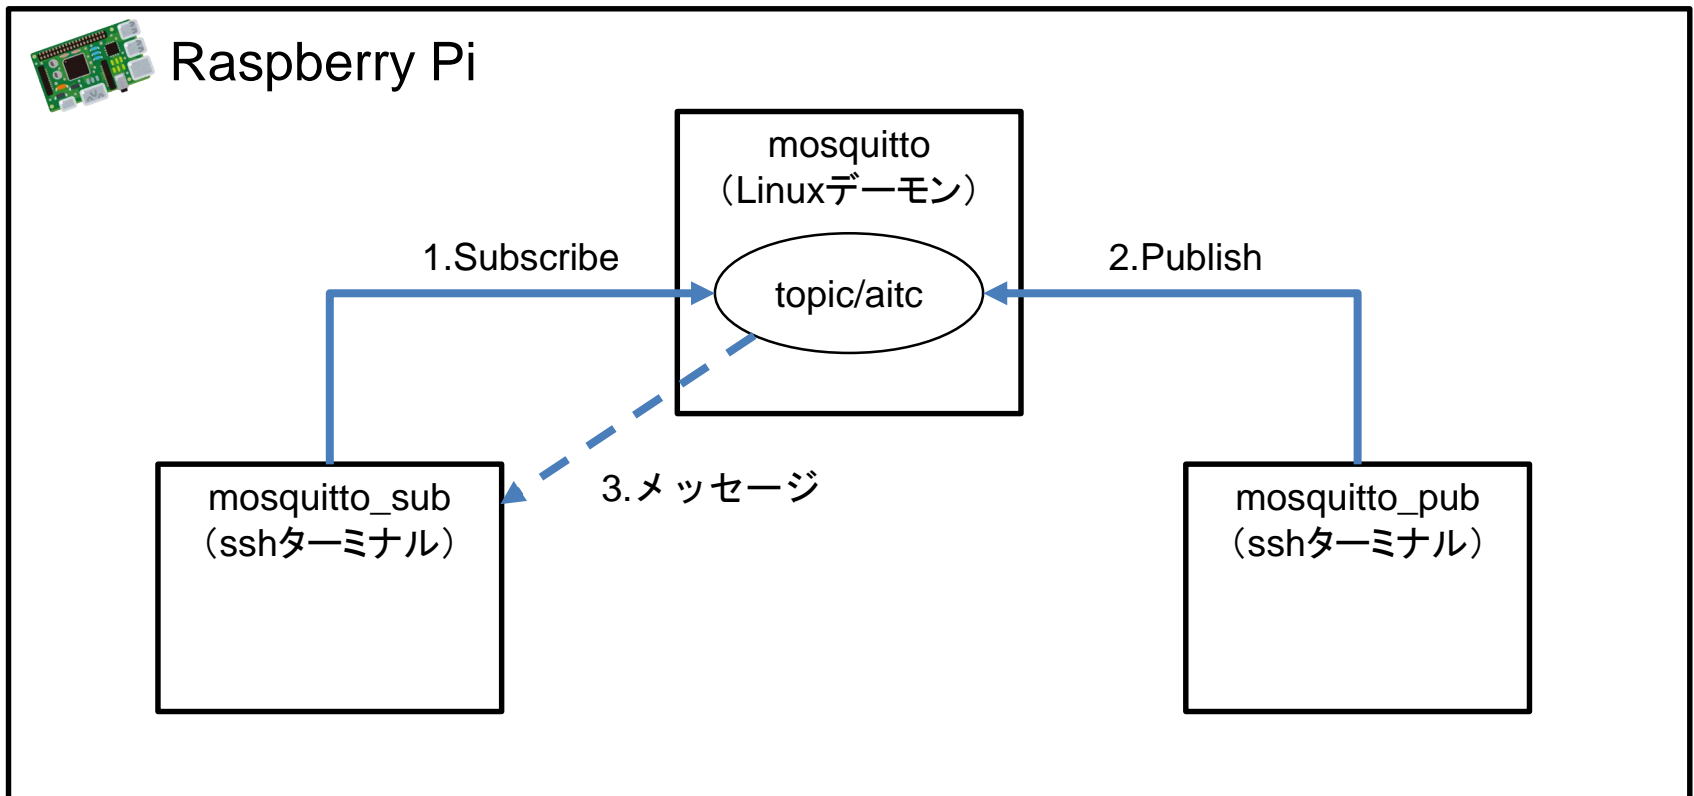 Raspberry Pi
mosquitto
（Linuxデーモン）
1.Subscribe
2.Publish
topic/aitc
3.メッセージ
mosquitto_sub
（sshターミナル）
mosquitto_pub
（sshターミナル）